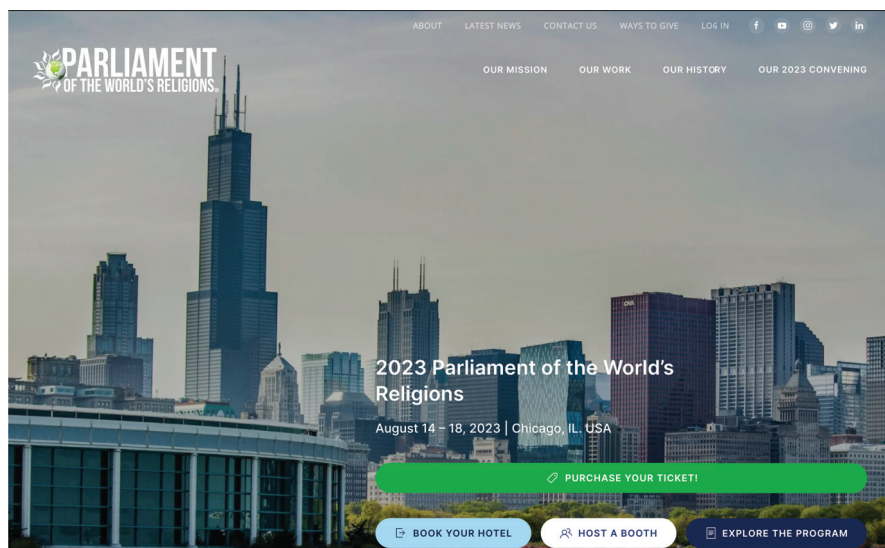 ABOUT LATEST NEWS CONTACT US WAYS TO GIVE LOG IN
PARLIAMENT
OF THE WORLD'S RELIGIONS
OUR MISSION OUR WORK OUR HISTORY OUR 2023 CONVENING
CNA
2023 Parliament of the World's
Religions
August 14 – 18, 2023 | Chicago, IL. USA
PURCHASE YOUR TICKET!
BOOK YOUR HOTEL HOST A BOOTH EXPLORE THE PROGRAM